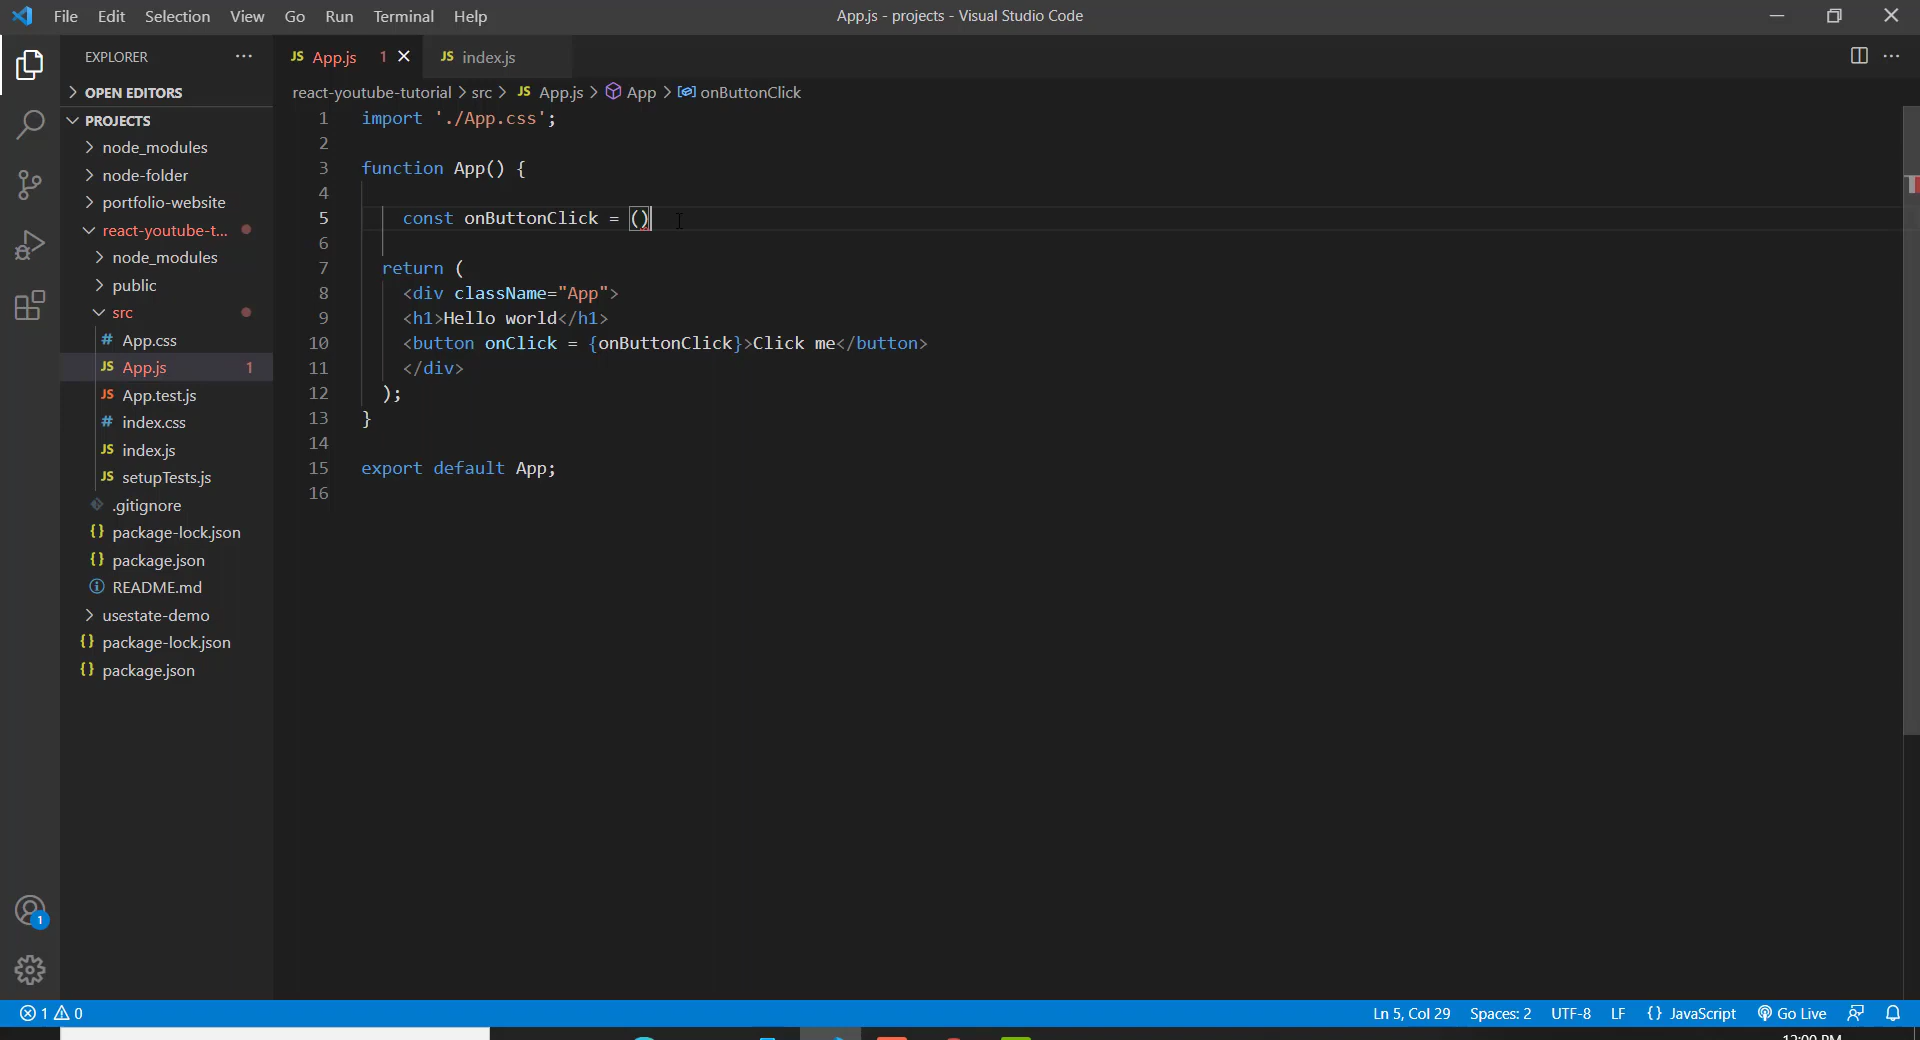 File Edit Selection View Go Run Terminal Help App.js - projects - Visual Studio Code
EXPLORER ···
OPEN EDITORS
PROJECTS
node_modules
node-folder
portfolio-website
react-youtube-t...
node_modules
public
src
# App.css
JS App.js 1
JS App.test.js
# index.css
JS index.js
JS setupTests.js
.gitignore
{} package-lock.json
{} package.json
README.md
usestate-demo
{} package-lock.json
{} package.json
1
JS App.js 1 JS index.js
react-youtube-tutorial > src > JS App.js > App > onButtonClick
1 import './App.css';
2
3 function App() {
4
5 const onButtonClick = ()
6
7 return (
8 <div className="App">
9 <h1>Hello world</h1>
10 <button onClick = {onButtonClick}>Click me</button>
11 </div>
12 );
13 }
14
15 export default App;
16
1 0 Ln 5, Col 29 Spaces: 2 UTF-8 LF {} JavaScript Go Live